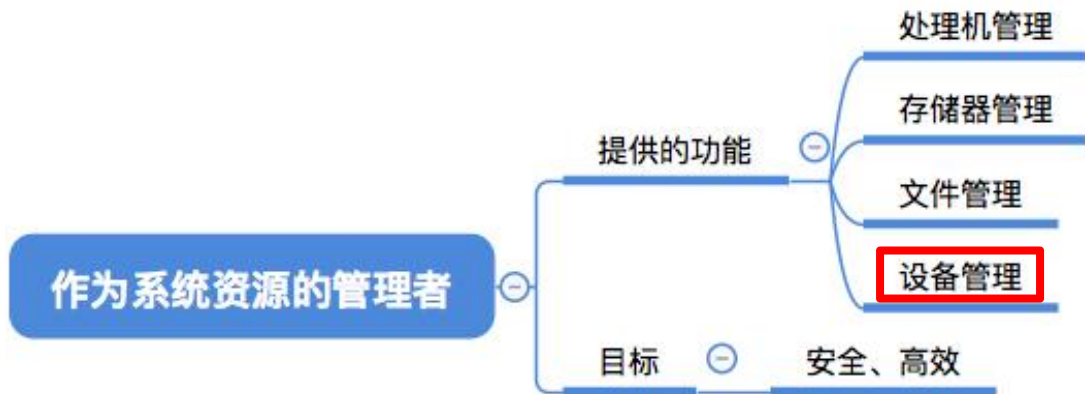 处理机管理
存储器管理
提供的功能
文件管理
作为系统资源的管理者
设备管理
目标
安全、高效